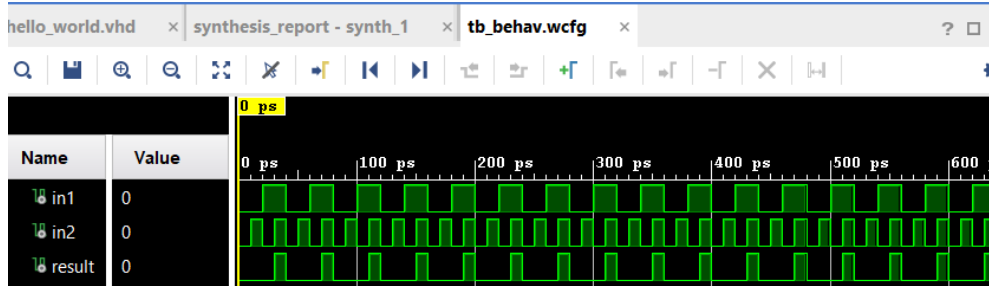 hello_world.vhd × synthesis_report - synth_1 × tb_behav.wcfg × ?
0 ps
Name Value 0 ps 100 ps 200 ps 300 ps 400 ps 500 ps 600
in1 0
in2 0
result 0